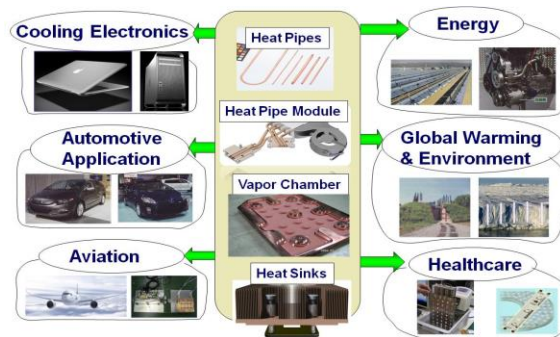 Cooling Electronics
Automotive
Application
Aviation
Heat Pipes
Heat Pipe Module
Vapor Chamber
Heat Sinks
Energy
Global Warming
& Environment
Healthcare